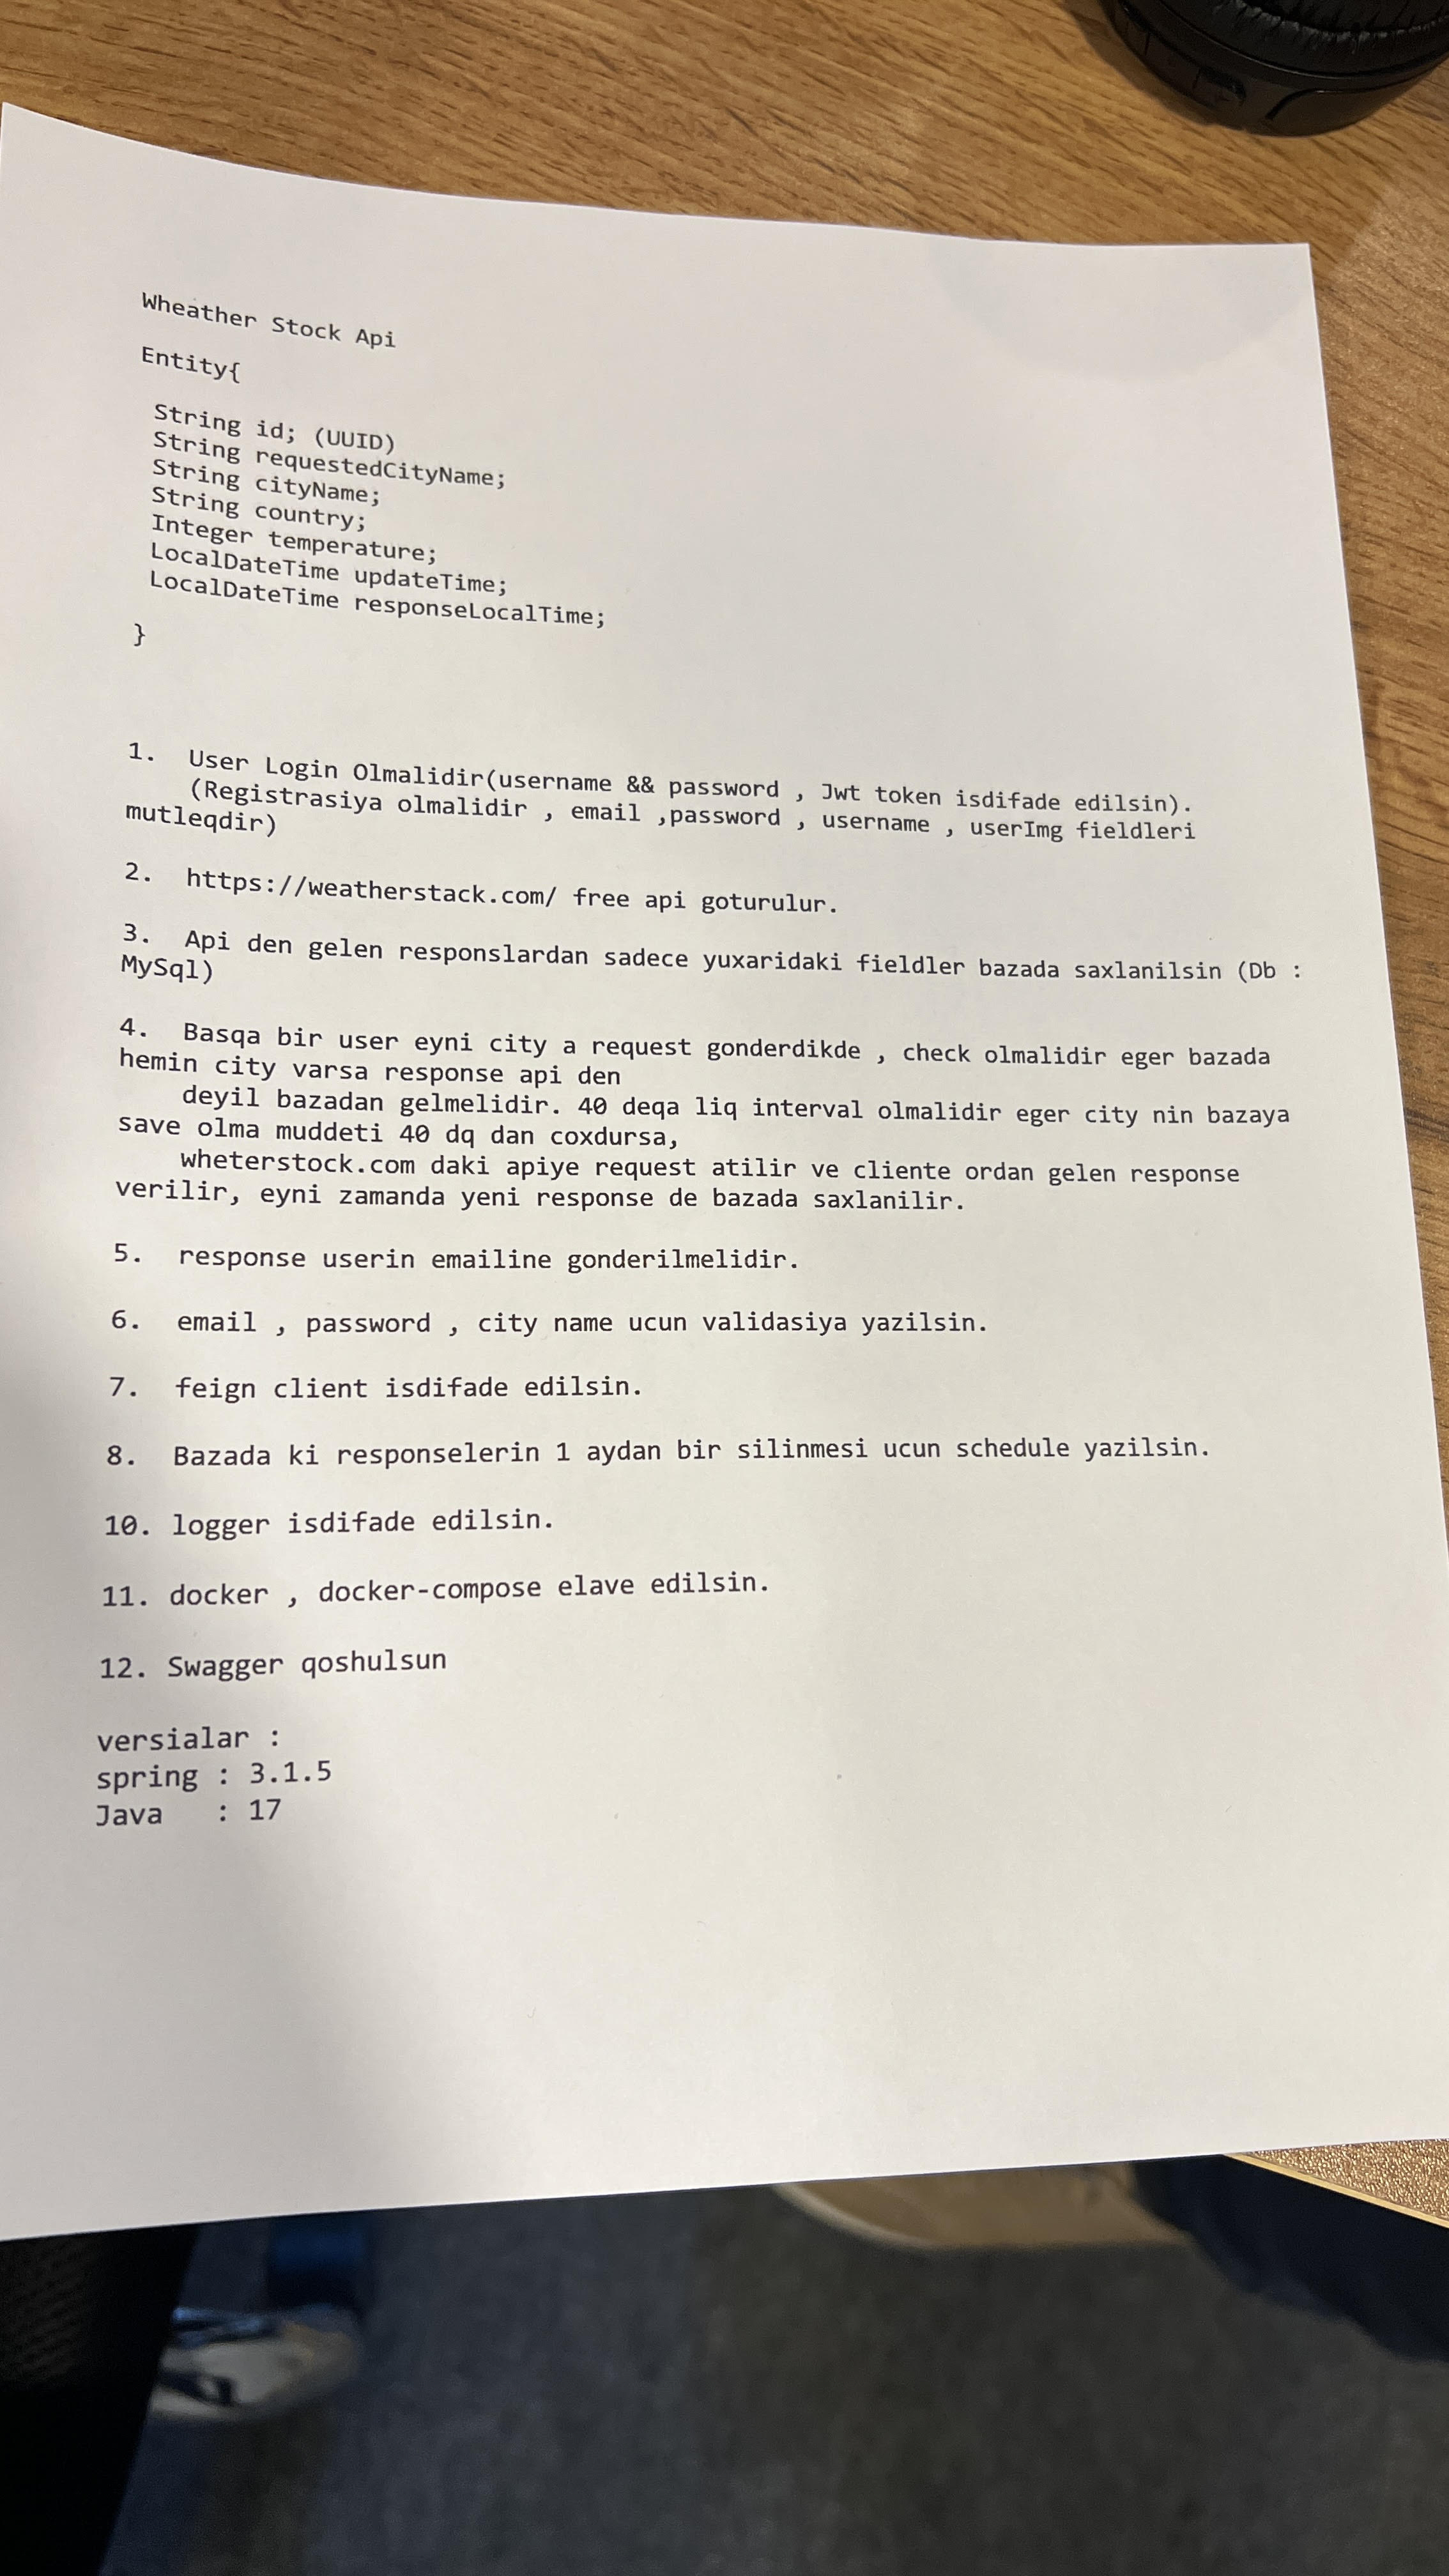 Wheather Stock Api
Entity{
String id; (UUID)
String requestedCityName;
String cityName;
String country;
Integer temperature;
LocalDateTime updateTime;
LocalDateTime responseLocalTime;
}
1. User Login Olmalidir(username && password , Jwt token isdifade edilsin).
(Registrasiya olmalidir , email ,password , username , userImg fieldleri
mutleqdir)
2. https://weatherstack.com/ free api goturulur.
3. Api den gelen responslardan sadece yuxaridaki fieldler bazada saxlanilsin (Db :
MySql)
4. Basqa bir user eyni city a request gonderdikde , check olmalidir eger bazada
hemin city varsa response api den
deyil bazadan gelmelidir. 40 deqa liq interval olmalidir eger city nin bazaya
save olma muddeti 40 dq dan coxdursa,
wheterstock.com daki apiye request atilir ve cliente ordan gelen response
verilir, eyni zamanda yeni response de bazada saxlanilir.
5. response userin emailine gonderilmelidir.
6. email , password , city name ucun validasiya yazilsin.
7. feign client isdifade edilsin.
8. Bazada ki responselerin 1 aydan bir silinmesi ucun schedule yazilsin.
10. logger isdifade edilsin.
11. docker , docker-compose elave edilsin.
12. Swagger qoshulsun
versialar :
spring : 3.1.5
Java : 17